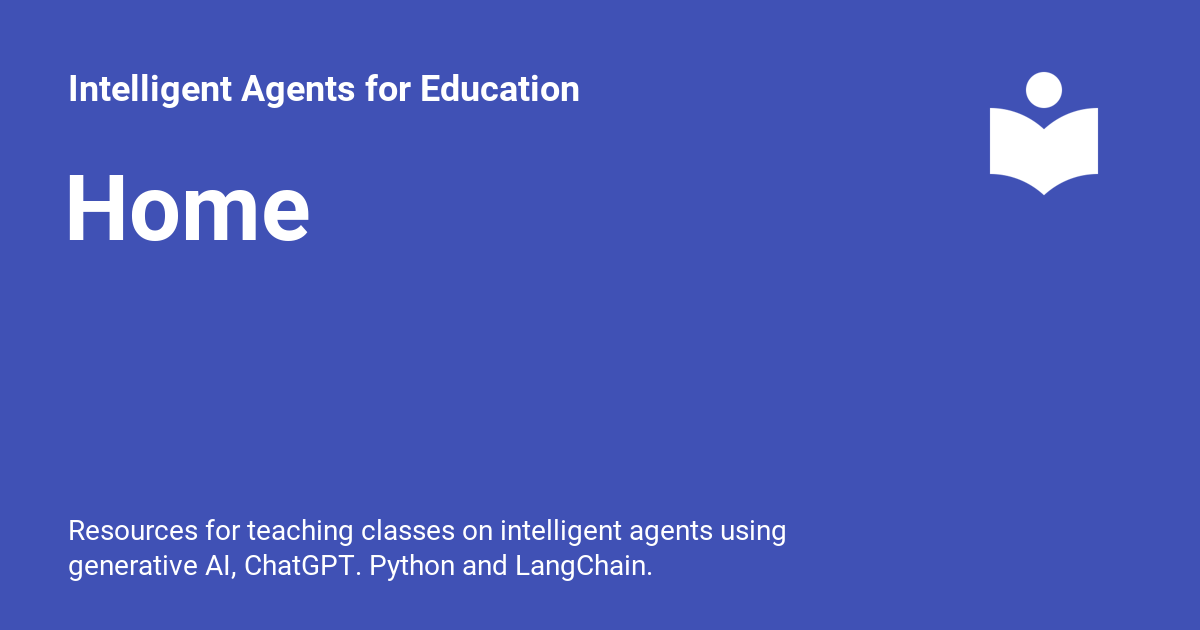 Intelligent Agents for Education
Home
Resources for teaching classes on intelligent agents using
generative AI, ChatGPT. Python and LangChain.